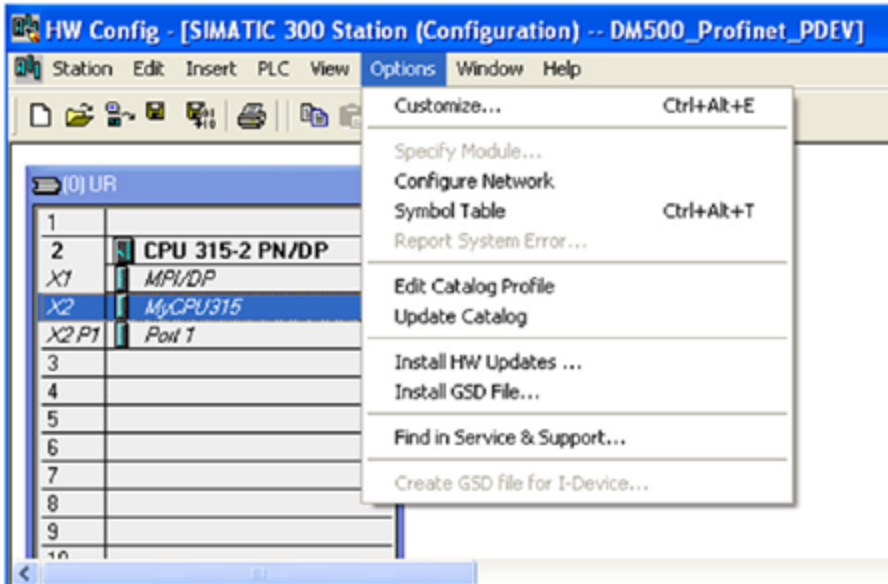 HW Config - [SIMATIC 300 Station (Configuration) -- DM500_Profinet_PDEV]
Station Edit Insert PLC View Options Window Help
Customize... Ctrl+Alt+E
Specify Module...
Configure Network
Symbol Table Ctrl+Alt+T
Report System Error...
Edit Catalog Profile
Update Catalog
Install HW Updates ...
Install GSD File...
Find in Service & Support...
Create GSD file for I-Device...
(0) UR
1
2 CPU 315-2 PN/DP
X1 MPI/DP
X2 MyCPU315
X2 P1 Port 1
3
4
5
6
7
8
9
10